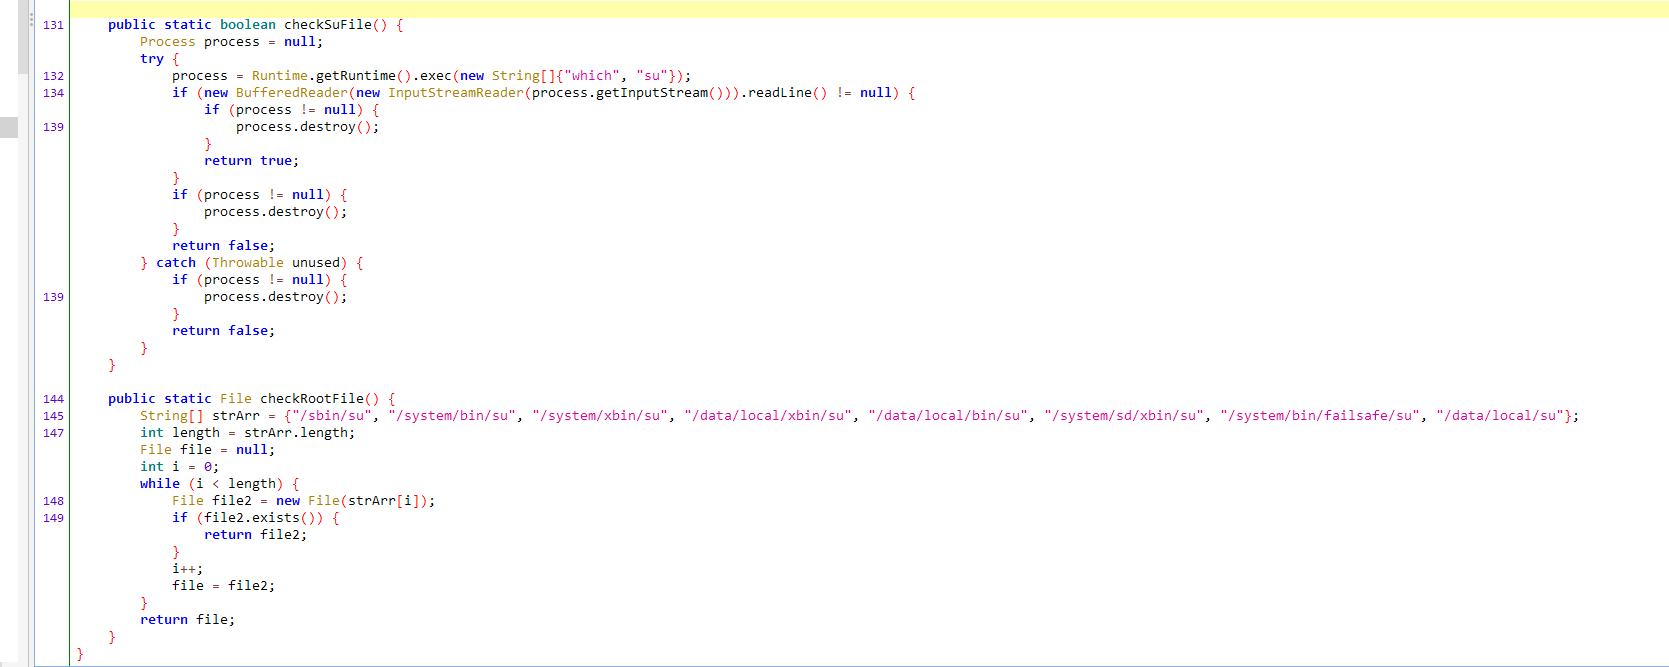 131 public static boolean checkSuFile() {
Process process = null;
try {
132 process = Runtime.getRuntime().exec(new String[]{"which", "su"});
134 if (new BufferedReader(new InputStreamReader(process.getInputStream())).readLine() != null) {
if (process != null) {
139 process.destroy();
}
return true;
}
if (process != null) {
process.destroy();
}
return false;
} catch (Throwable unused) {
if (process != null) {
139 process.destroy();
}
return false;
}
}
144 public static File checkRootFile() {
145 String[] strArr = {"/sbin/su", "/system/bin/su", "/system/xbin/su", "/data/local/xbin/su", "/data/local/bin/su", "/system/sd/xbin/su", "/system/bin/failsafe/su", "/data/local/su"};
147 int length = strArr.length;
File file = null;
int i = 0;
while (i < length) {
148 File file2 = new File(strArr[i]);
149 if (file2.exists()) {
return file2;
}
i++;
file = file2;
}
return file;
}
}